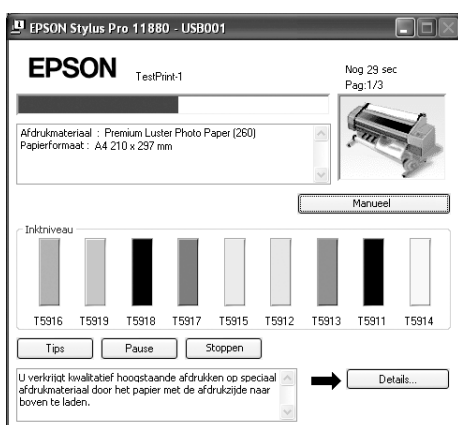 EPSON Stylus Pro 11880 - USB001
EPSON
TestPrint-1
Nog 29 sec
Pag:1/3
Afdrukmateriaal : Premium Luster Photo Paper (260)
Papierformaat : A4 210 x 297 mm
Manueel
Inktniveau
T5916 T5919 T5918 T5917 T5915 T5912 T5913 T5911 T5914
Tips Pause Stoppen
U verkrijgt kwalitatief hoogstaande afdrukken op speciaal
afdrukmateriaal door het papier met de afdrukzijde naar
boven te laden.
Details...